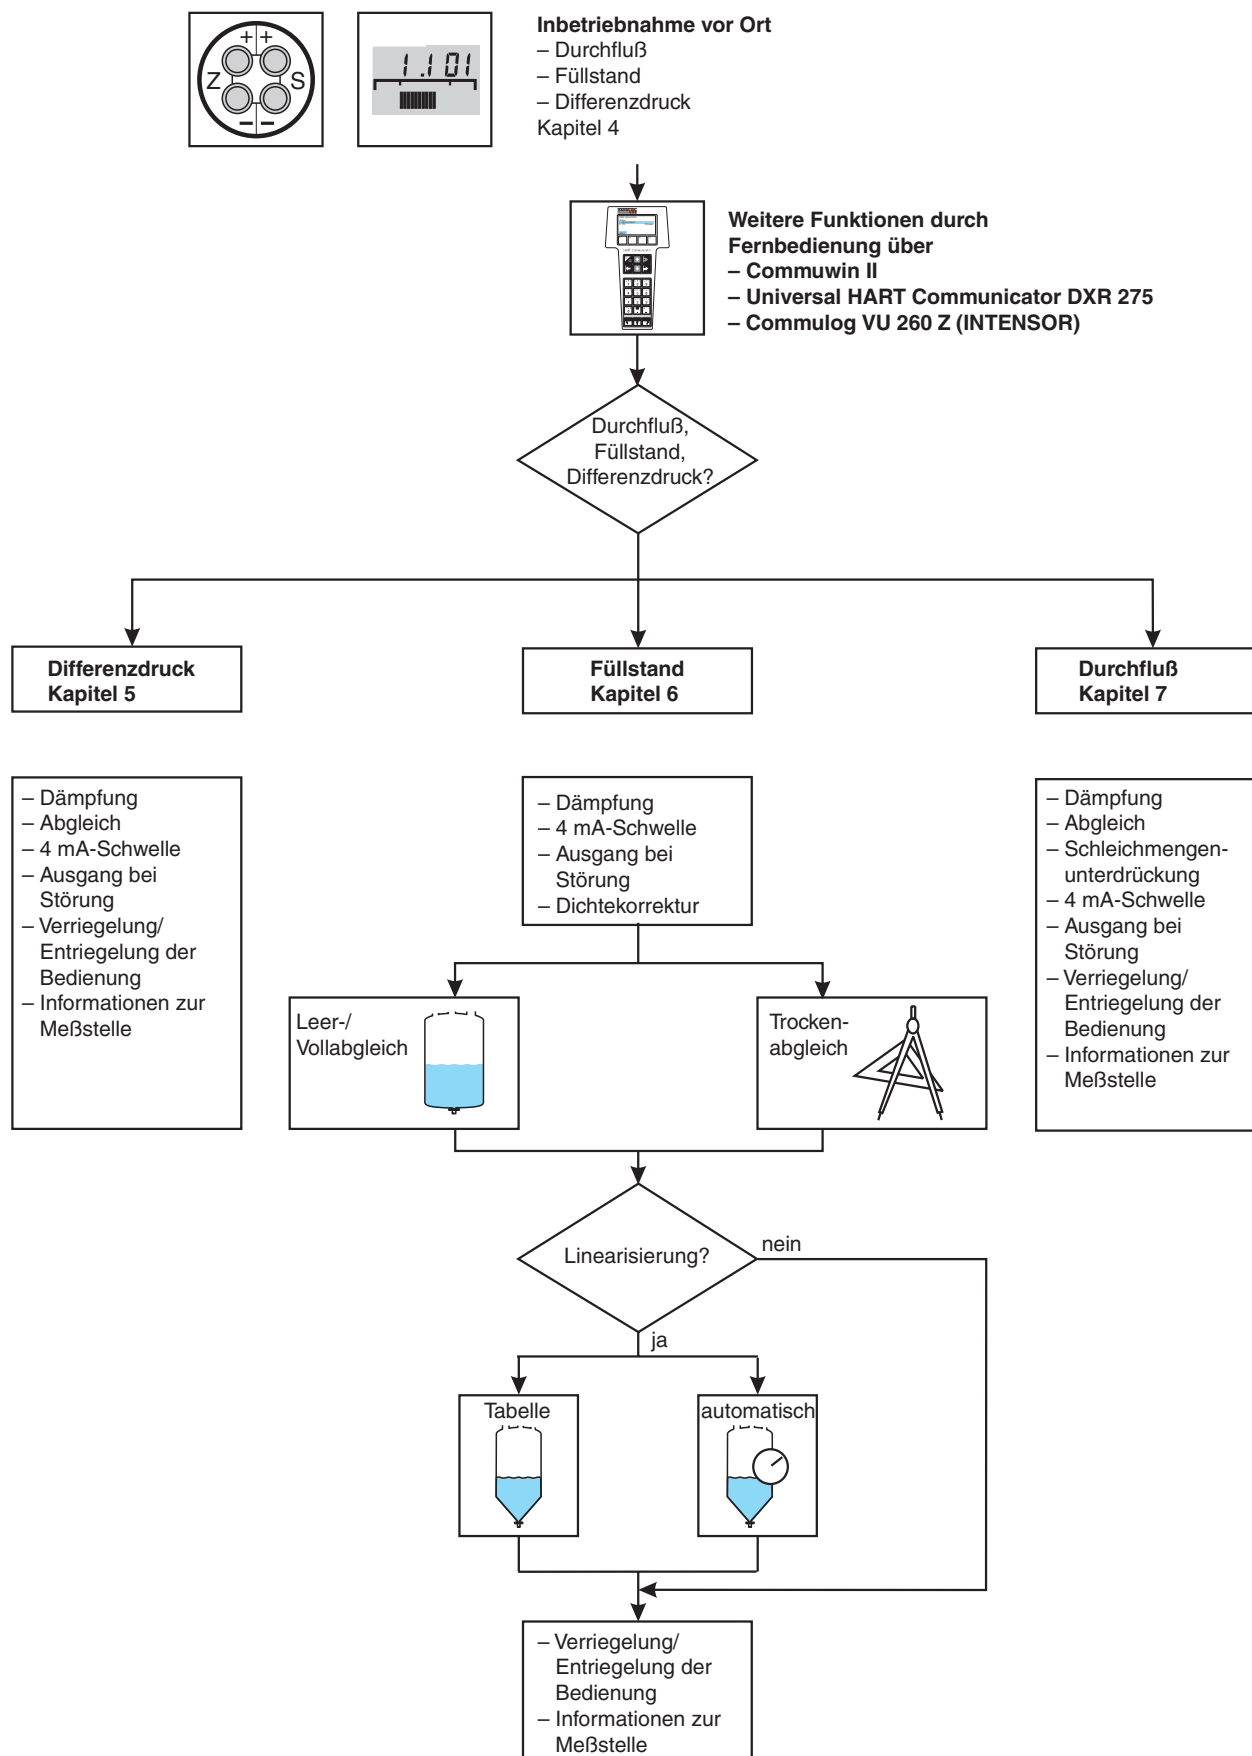 + +
Z S
– –
1.101
Inbetriebnahme vor Ort
– Durchfluß
– Füllstand
– Differenzdruck
Kapitel 4
Weitere Funktionen durch
Fernbedienung über
– Commuwin II
– Universal HART Communicator DXR 275
– Commulog VU 260 Z (INTENSOR)
Durchfluß,
Füllstand,
Differenzdruck?
Differenzdruck
Kapitel 5
Füllstand
Kapitel 6
Durchfluß
Kapitel 7
– Dämpfung
– Abgleich
– 4 mA-Schwelle
– Ausgang bei
Störung
– Verriegelung/
Entriegelung der
Bedienung
– Informationen zur
Meßstelle
– Dämpfung
– 4 mA-Schwelle
– Ausgang bei
Störung
– Dichtekorrektur
– Dämpfung
– Abgleich
– Schleichmengen-
unterdrückung
– 4 mA-Schwelle
– Ausgang bei
Störung
– Verriegelung/
Entriegelung der
Bedienung
– Informationen zur
Meßstelle
Leer-/
Vollabgleich
Trocken-
abgleich
Linearisierung?
nein
ja
Tabelle
automatisch
– Verriegelung/
Entriegelung der
Bedienung
– Informationen zur
Meßstelle